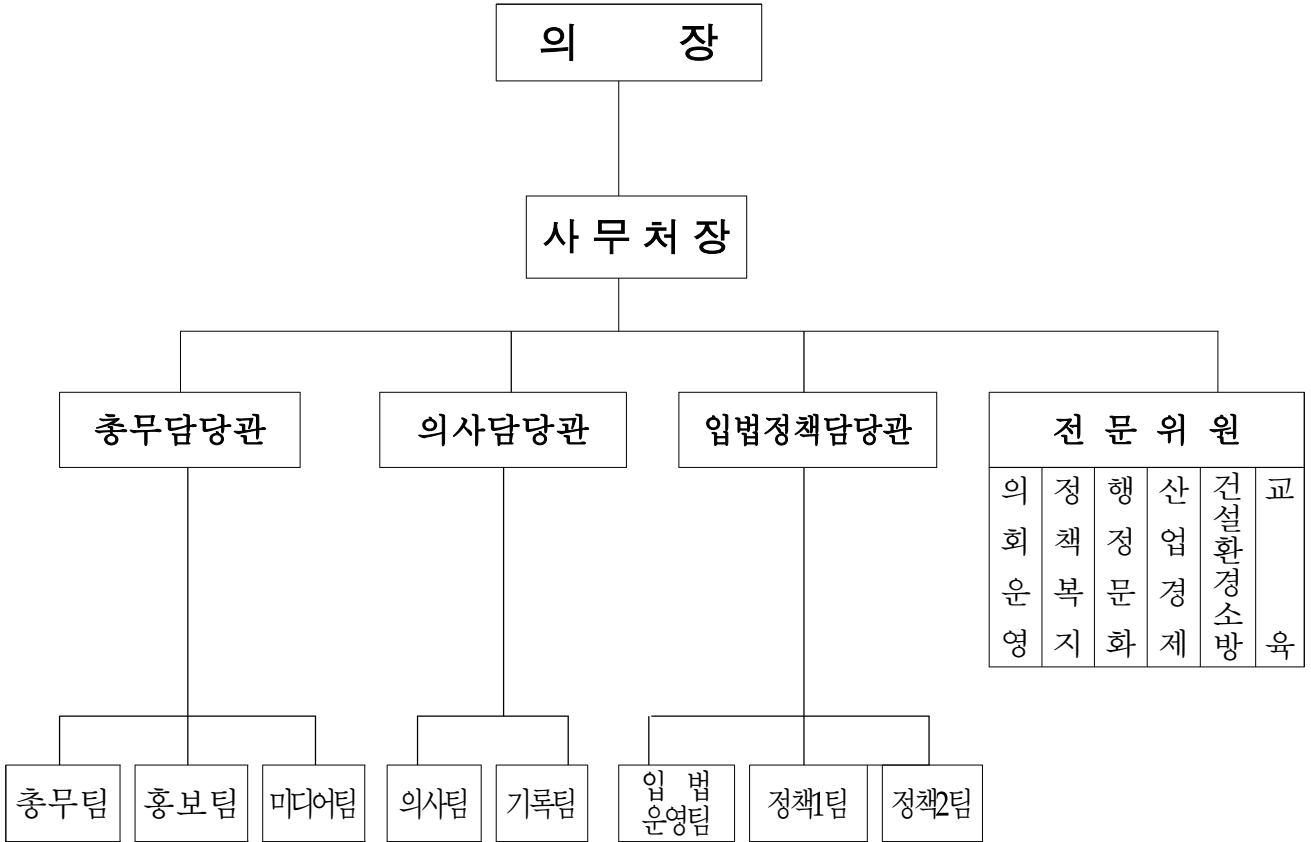 의 장
사무처장
총무담당관
의사담당관
입법정책담당관
전 문 위 원
의회운영
정책복지
행정문화
산업경제
건설환경소방
교육
총무팀
홍보팀
미디어팀
의사팀
기록팀
입 법
운영팀
정책1팀
정책2팀